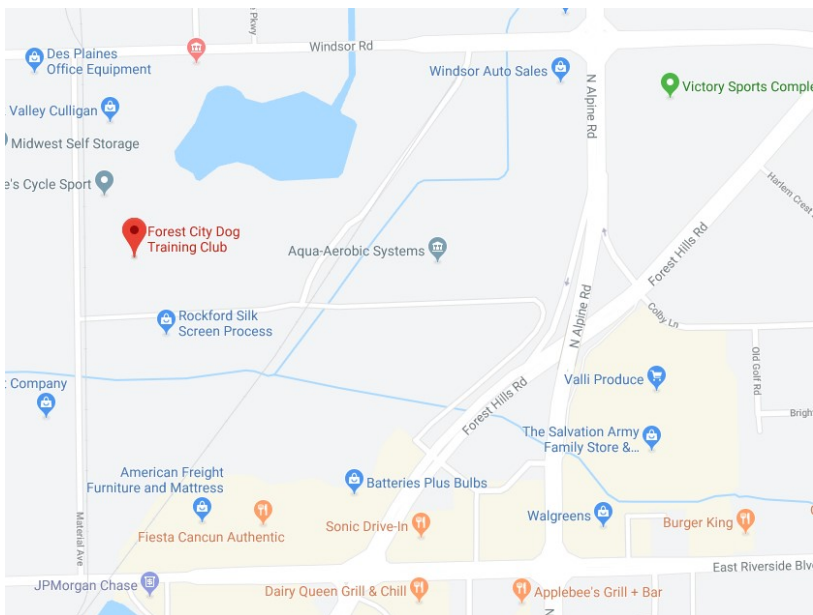 e Pkwy
Windsor Rd
Des Plaines
Office Equipment
Windsor Auto Sales
N Alpine Rd
Victory Sports Comple
Valley Culligan
Midwest Self Storage
e's Cycle Sport
Harlem Crest
Forest City Dog
Training Club
Aqua-Aerobic Systems
Forest Hills Rd
Rockford Silk
Screen Process
N Alpine Rd
Colby Ln
Old Golf Rd
Valli Produce
t Company
Forest Hills Rd
Bright
The Salvation Army
Family Store &...
American Freight
Furniture and Mattress
Batteries Plus Bulbs
Material Ave
Fiesta Cancun Authentic
Sonic Drive-In
Walgreens
Burger King
East Riverside Blv
JPMorgan Chase
Dairy Queen Grill & Chill
Applebee's Grill + Bar
N